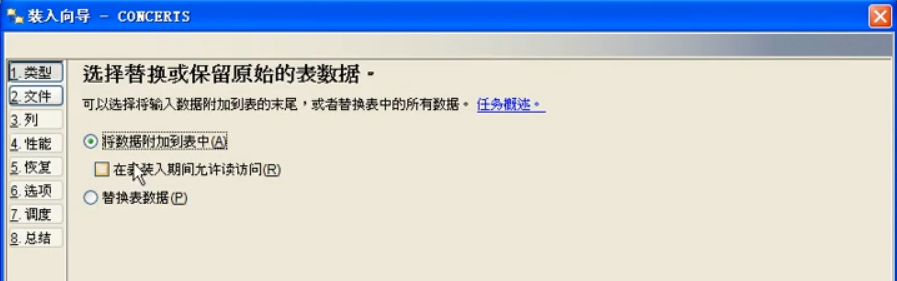 装入向导 - CONCERTS
1.类型
2.文件
3.列
4.性能
5.恢复
6.选项
7.调度
8.总结
选择替换或保留原始的表数据。
可以选择将输入数据附加到表的末尾，或者替换表中的所有数据。 任务概述。
将数据附加到表中(A)
在表装入期间允许读访问(R)
替换表数据(P)